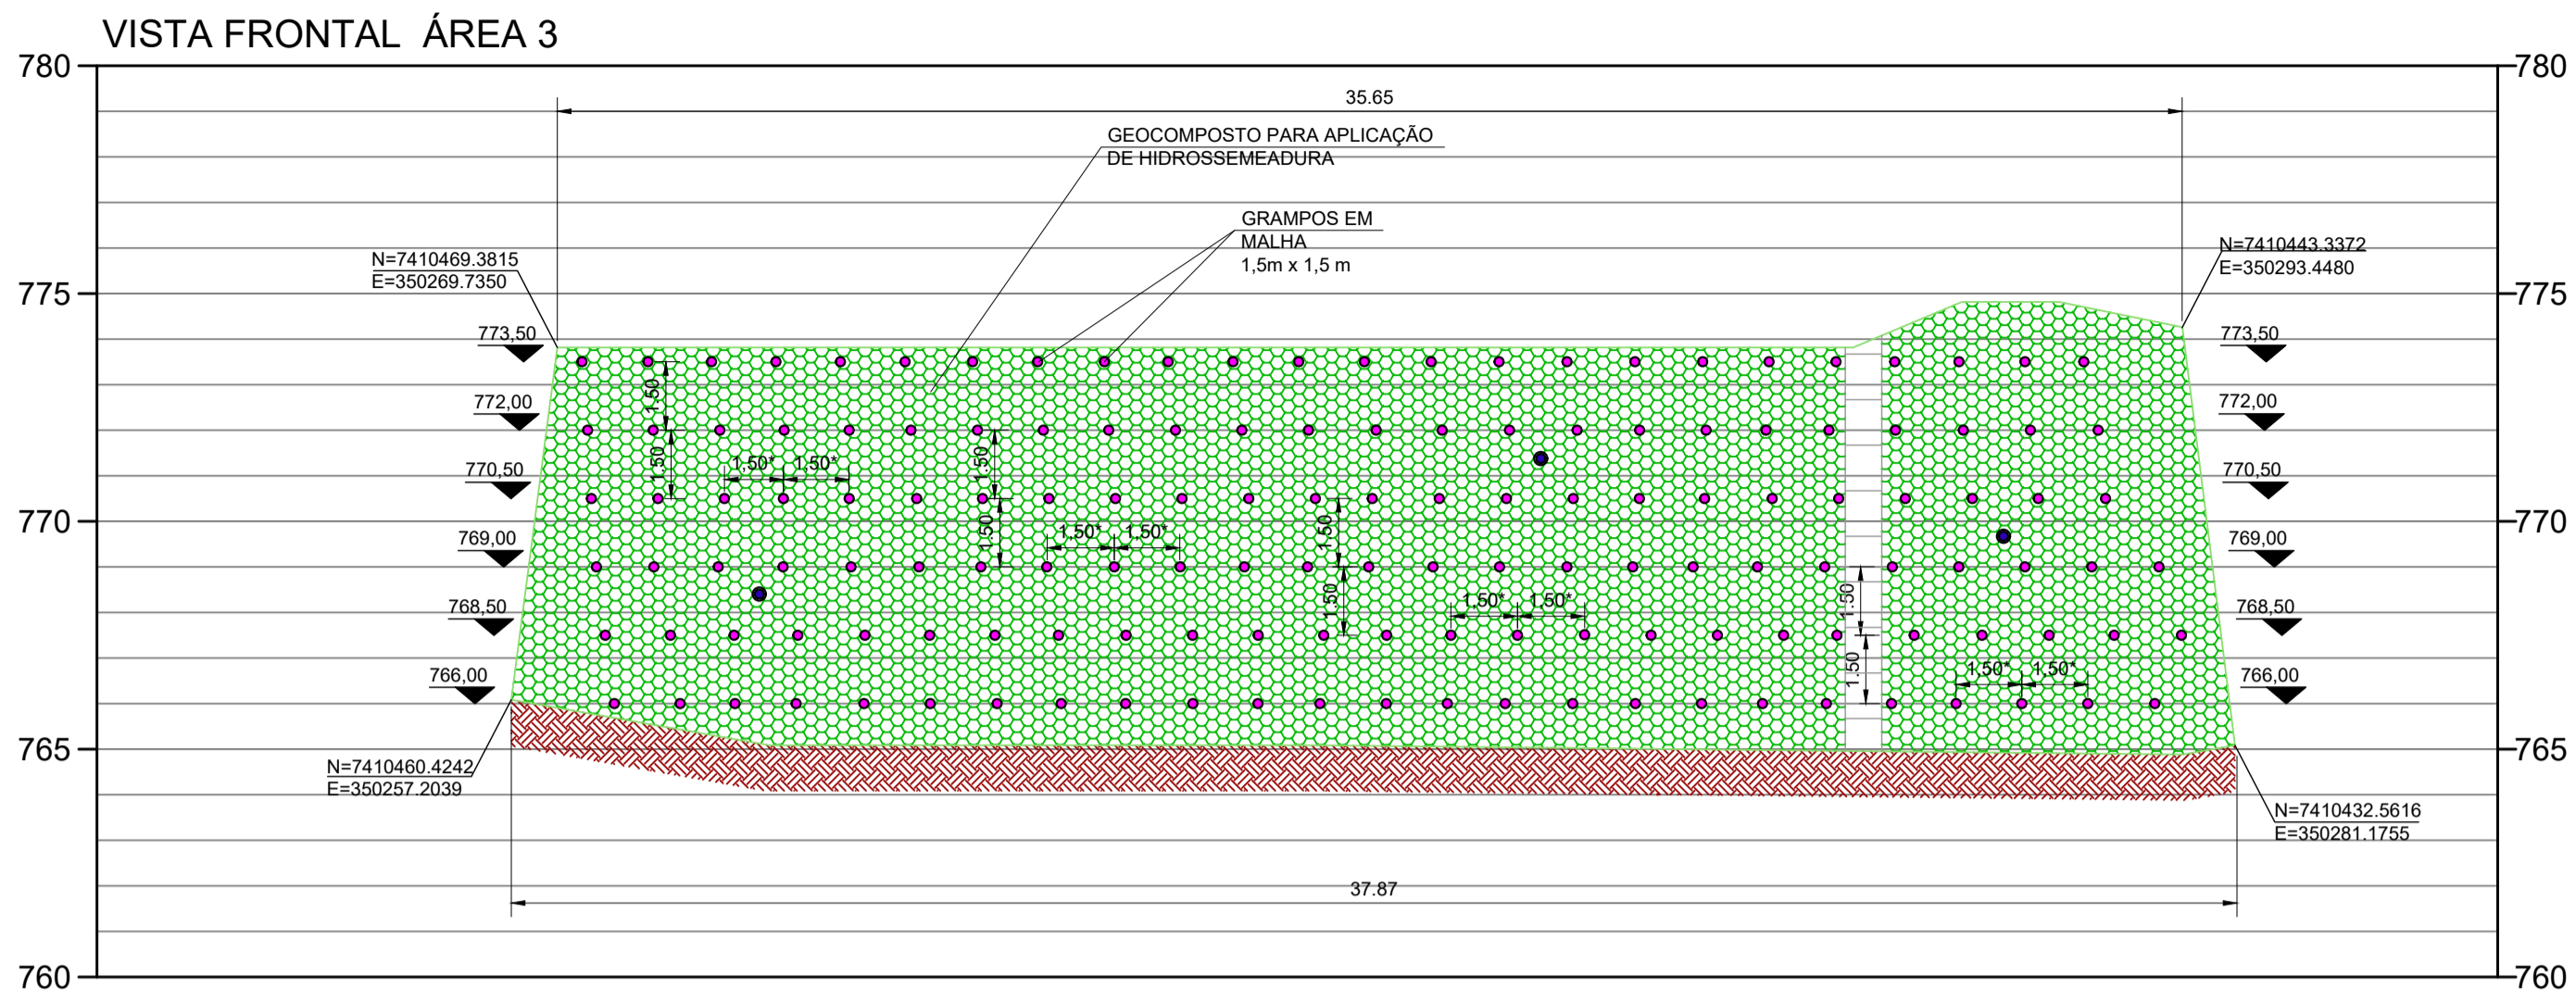 VISTA FRONTAL ÁREA 3
780
780
35.65
GEOCOMPOSTO PARA APLICAÇÃO
DE HIDROSSEMEADURA
GRAMPOS EM
MALHA
1,5m x 1,5 m
N=7410469.3815
E=350269.7350
N=7410443.3372
E=350293.4480
775
775
773,50
773,50
1.50
772,00
772,00
1.50
1,50*
1,50*
1.50
770,50
770,50
770
770
1.50
1,50*
1,50*
1.50
769,00
769,00
1.50
1,50*
1,50*
1.50
768,50
768,50
1.50
1,50*
1,50*
766,00
766,00
765
765
N=7410460.4242
E=350257.2039
N=7410432.5616
E=350281.1755
37.87
760
760